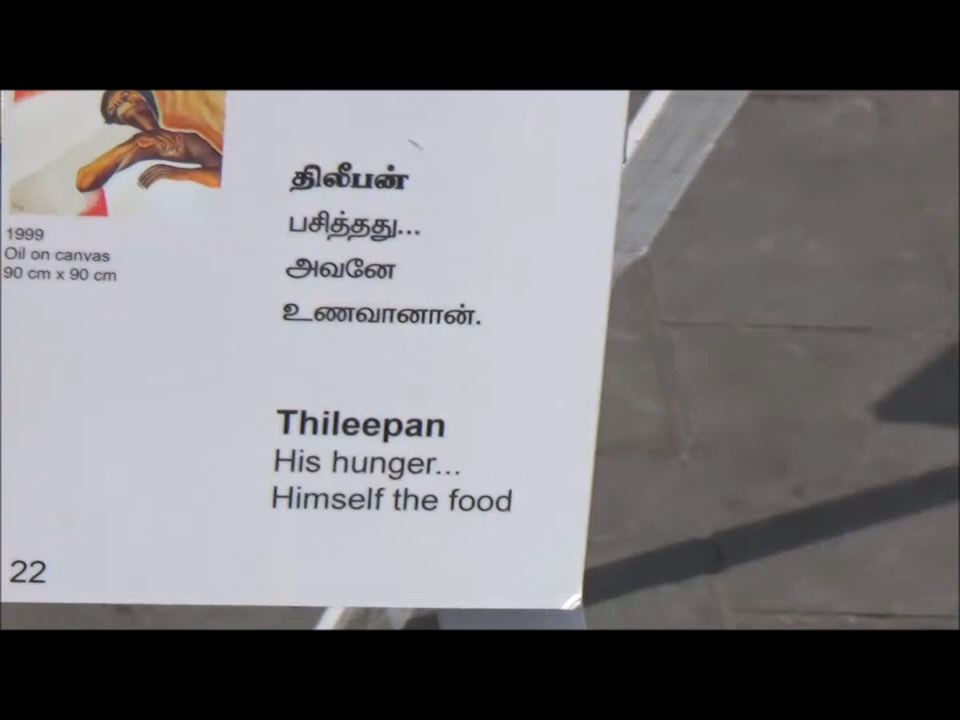 1999
Oil on canvas
90 cm x 90 cm
திலீபன்
பசித்தது...
அவனே
உணவானான்.
Thileepan
His hunger...
Himself the food
22